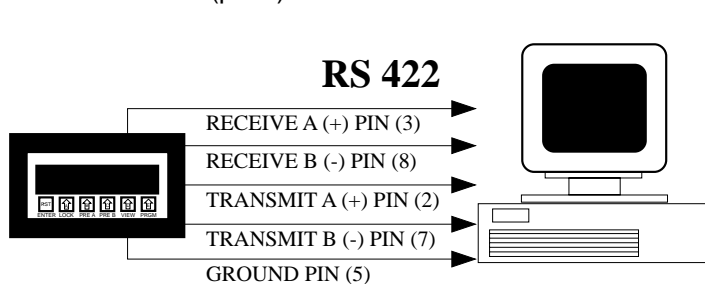 RS 422
RECEIVE A (+) PIN (3)
RECEIVE B (-) PIN (8)
TRANSMIT A (+) PIN (2)
TRANSMIT B (-) PIN (7)
GROUND PIN (5)
RST
ENTER LOCK PRE A PRE B VIEW PRGM